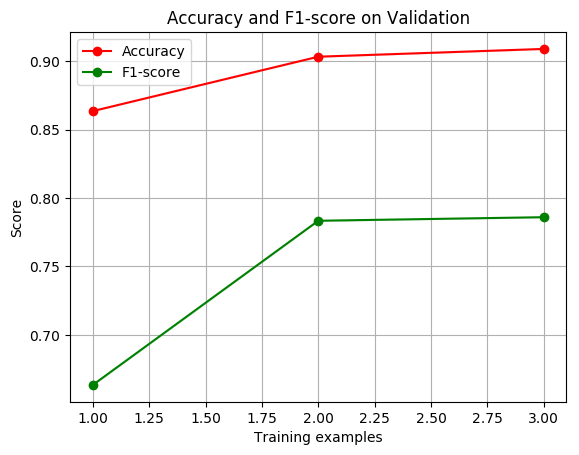 Accuracy and F1-score on Validation
Accuracy
F1-score
Score
0.90
0.85
0.80
0.75
0.70
1.00 1.25 1.50 1.75 2.00 2.25 2.50 2.75 3.00
Training examples